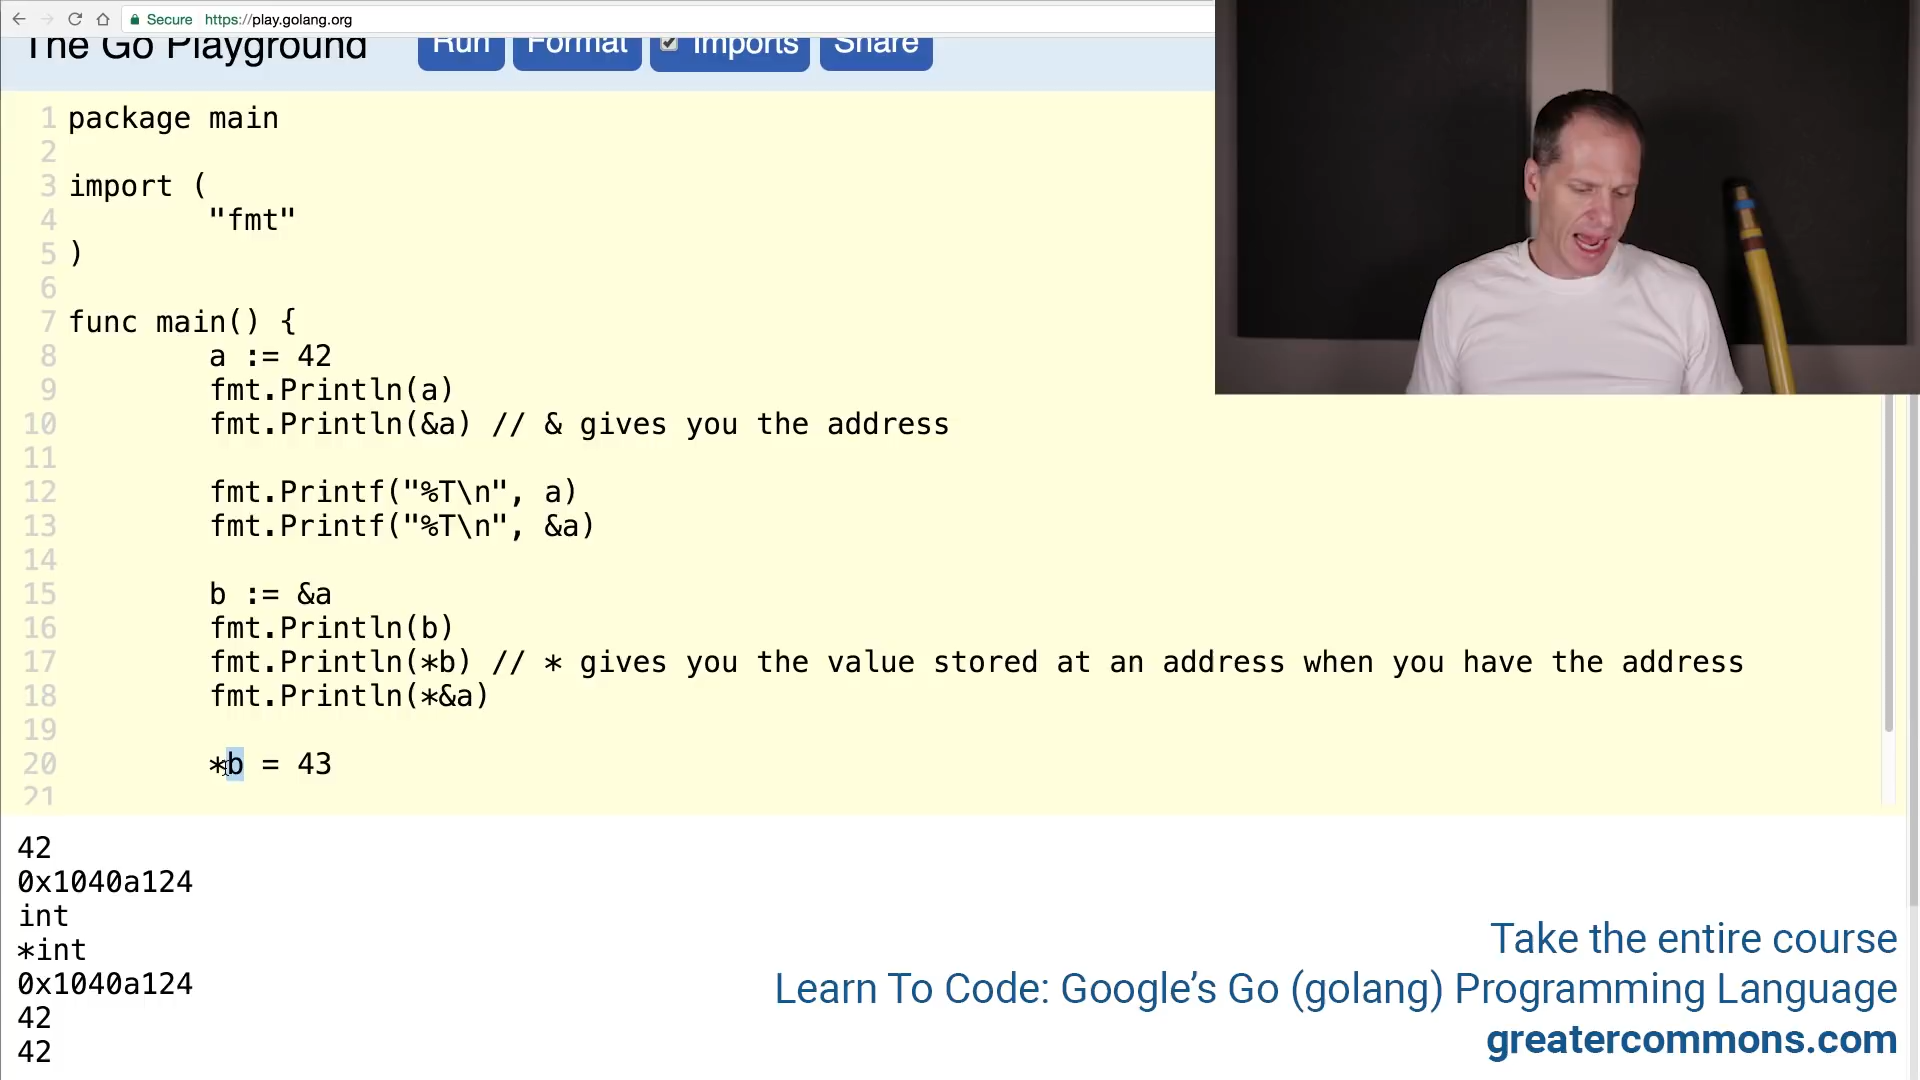 Secure https://play.golang.org
The Go Playground Run Format Imports Share
1 package main
2
3 import (
4 "fmt"
5 )
6
7 func main() {
8 a := 42
9 fmt.Println(a)
10 fmt.Println(&a) // & gives you the address
11
12 fmt.Printf("%T\n", a)
13 fmt.Printf("%T\n", &a)
14
15 b := &a
16 fmt.Println(b)
17 fmt.Println(*b) // * gives you the value stored at an address when you have the address
18 fmt.Println(*&a)
19
20 *b = 43
21
42
0x1040a124
int
*int
0x1040a124
42
42
Take the entire course
Learn To Code: Google’s Go (golang) Programming Language
greatercommons.com